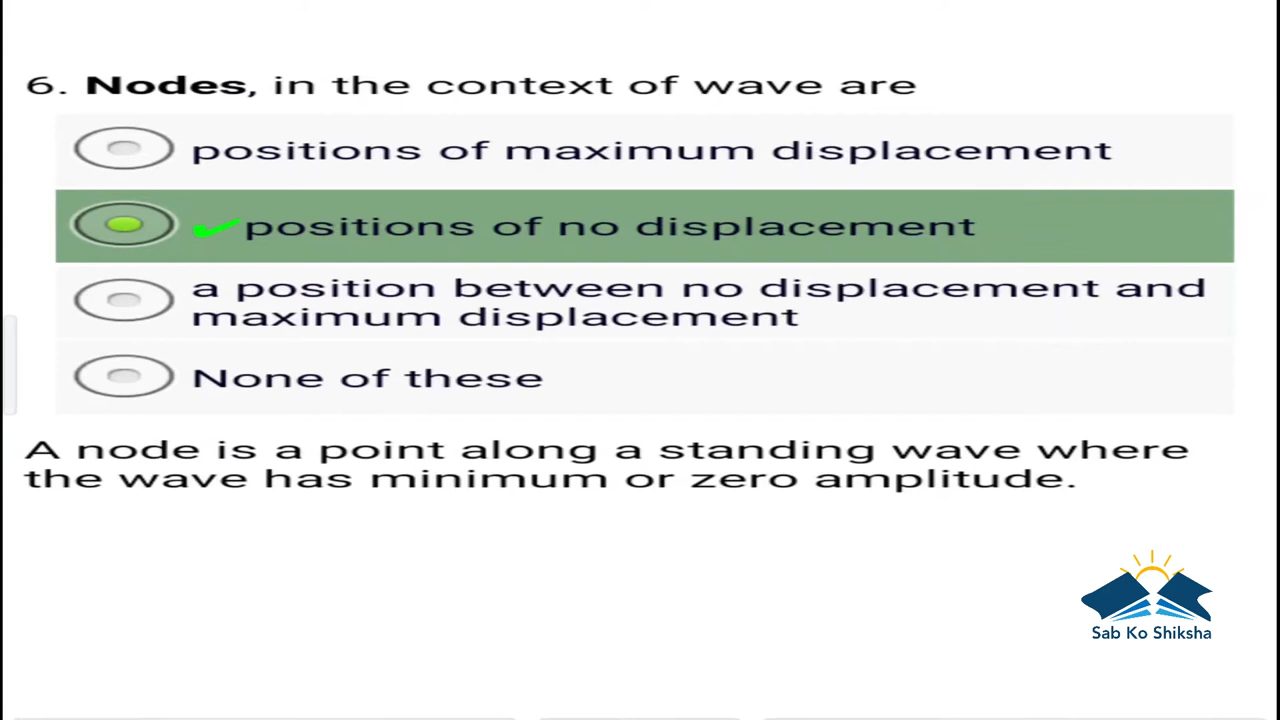 6. Nodes, in the context of wave are
positions of maximum displacement
positions of no displacement
a position between no displacement and
maximum displacement
None of these
A node is a point along a standing wave where
the wave has minimum or zero amplitude.
Sab Ko Shiksha